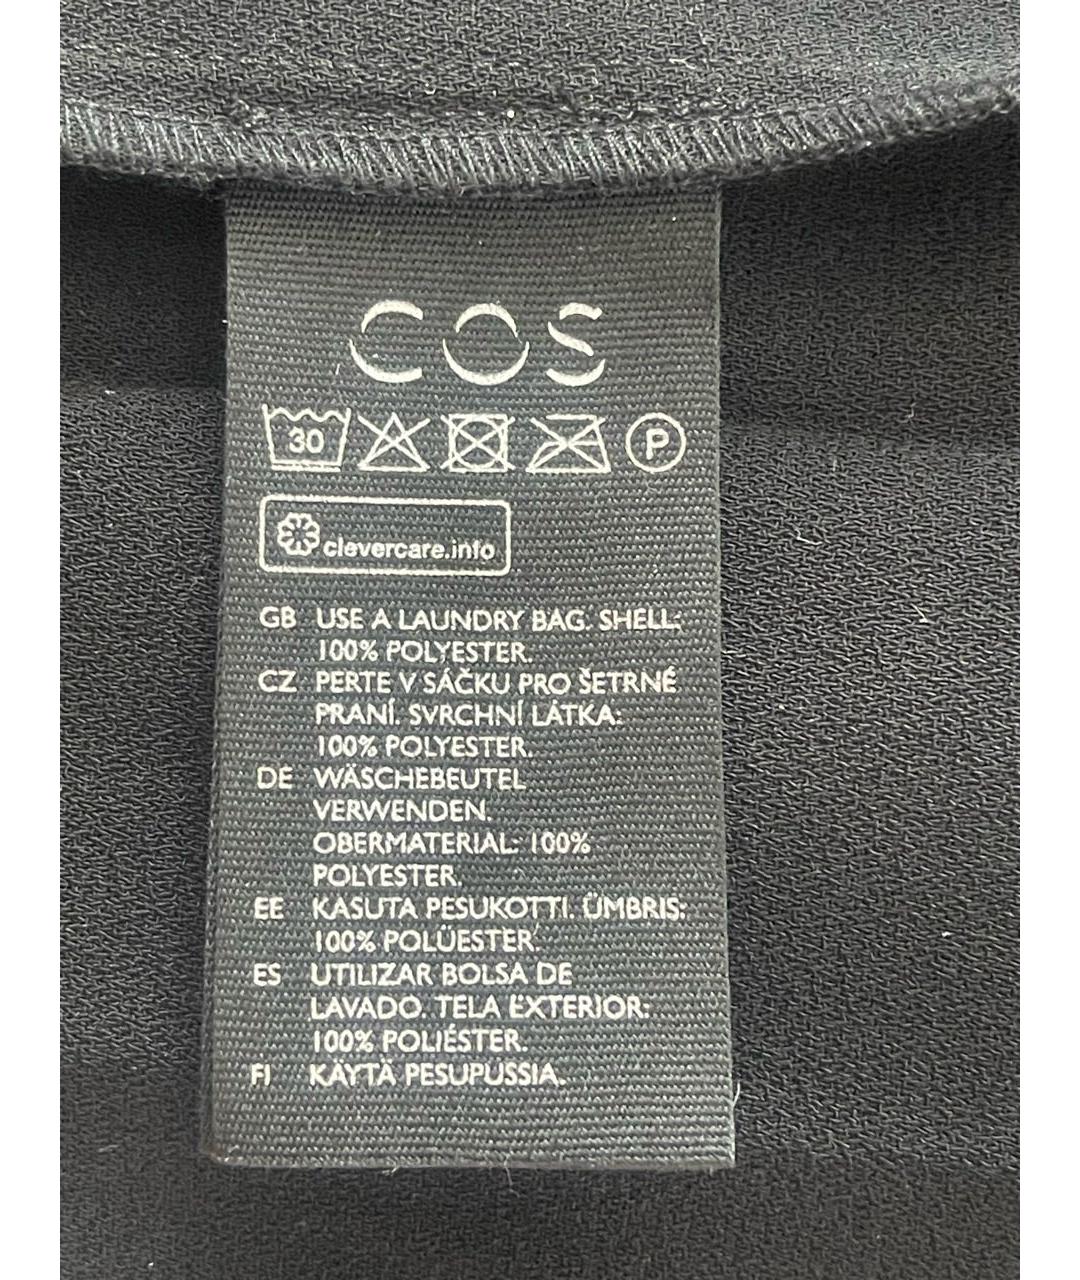 COS
30 P
clevercare.info
GB USE A LAUNDRY BAG. SHELL:
100% POLYESTER.
CZ PERTE V SÁČKU PRO ŠETRNÉ
PRANÍ. SVRCHNÍ LÁTKA:
100% POLYESTER.
DE WÄSCHEBEUTEL
VERWENDEN.
OBERMATERIAL: 100%
POLYESTER.
EE KASUTA PESUKOTTI. ÜMBRIS:
100% POLÜESTER.
ES UTILIZAR BOLSA DE
LAVADO. TELA EXTERIOR:
100% POLIÉSTER.
FI KÄYTÄ PESUPUSSIA.